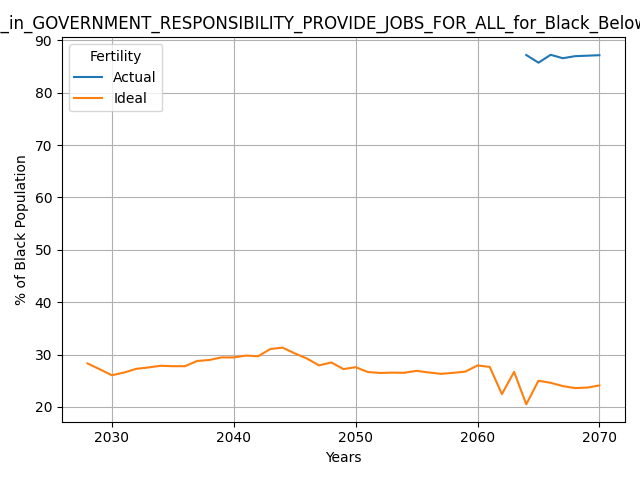 _in_GOVERNMENT_RESPONSIBILITY_PROVIDE_JOBS_FOR_ALL_for_Black_Below
90
80
70
60
50
40
30
20
% of Black Population
Fertility
Actual
Ideal
2030 2040 2050 2060 2070
Years